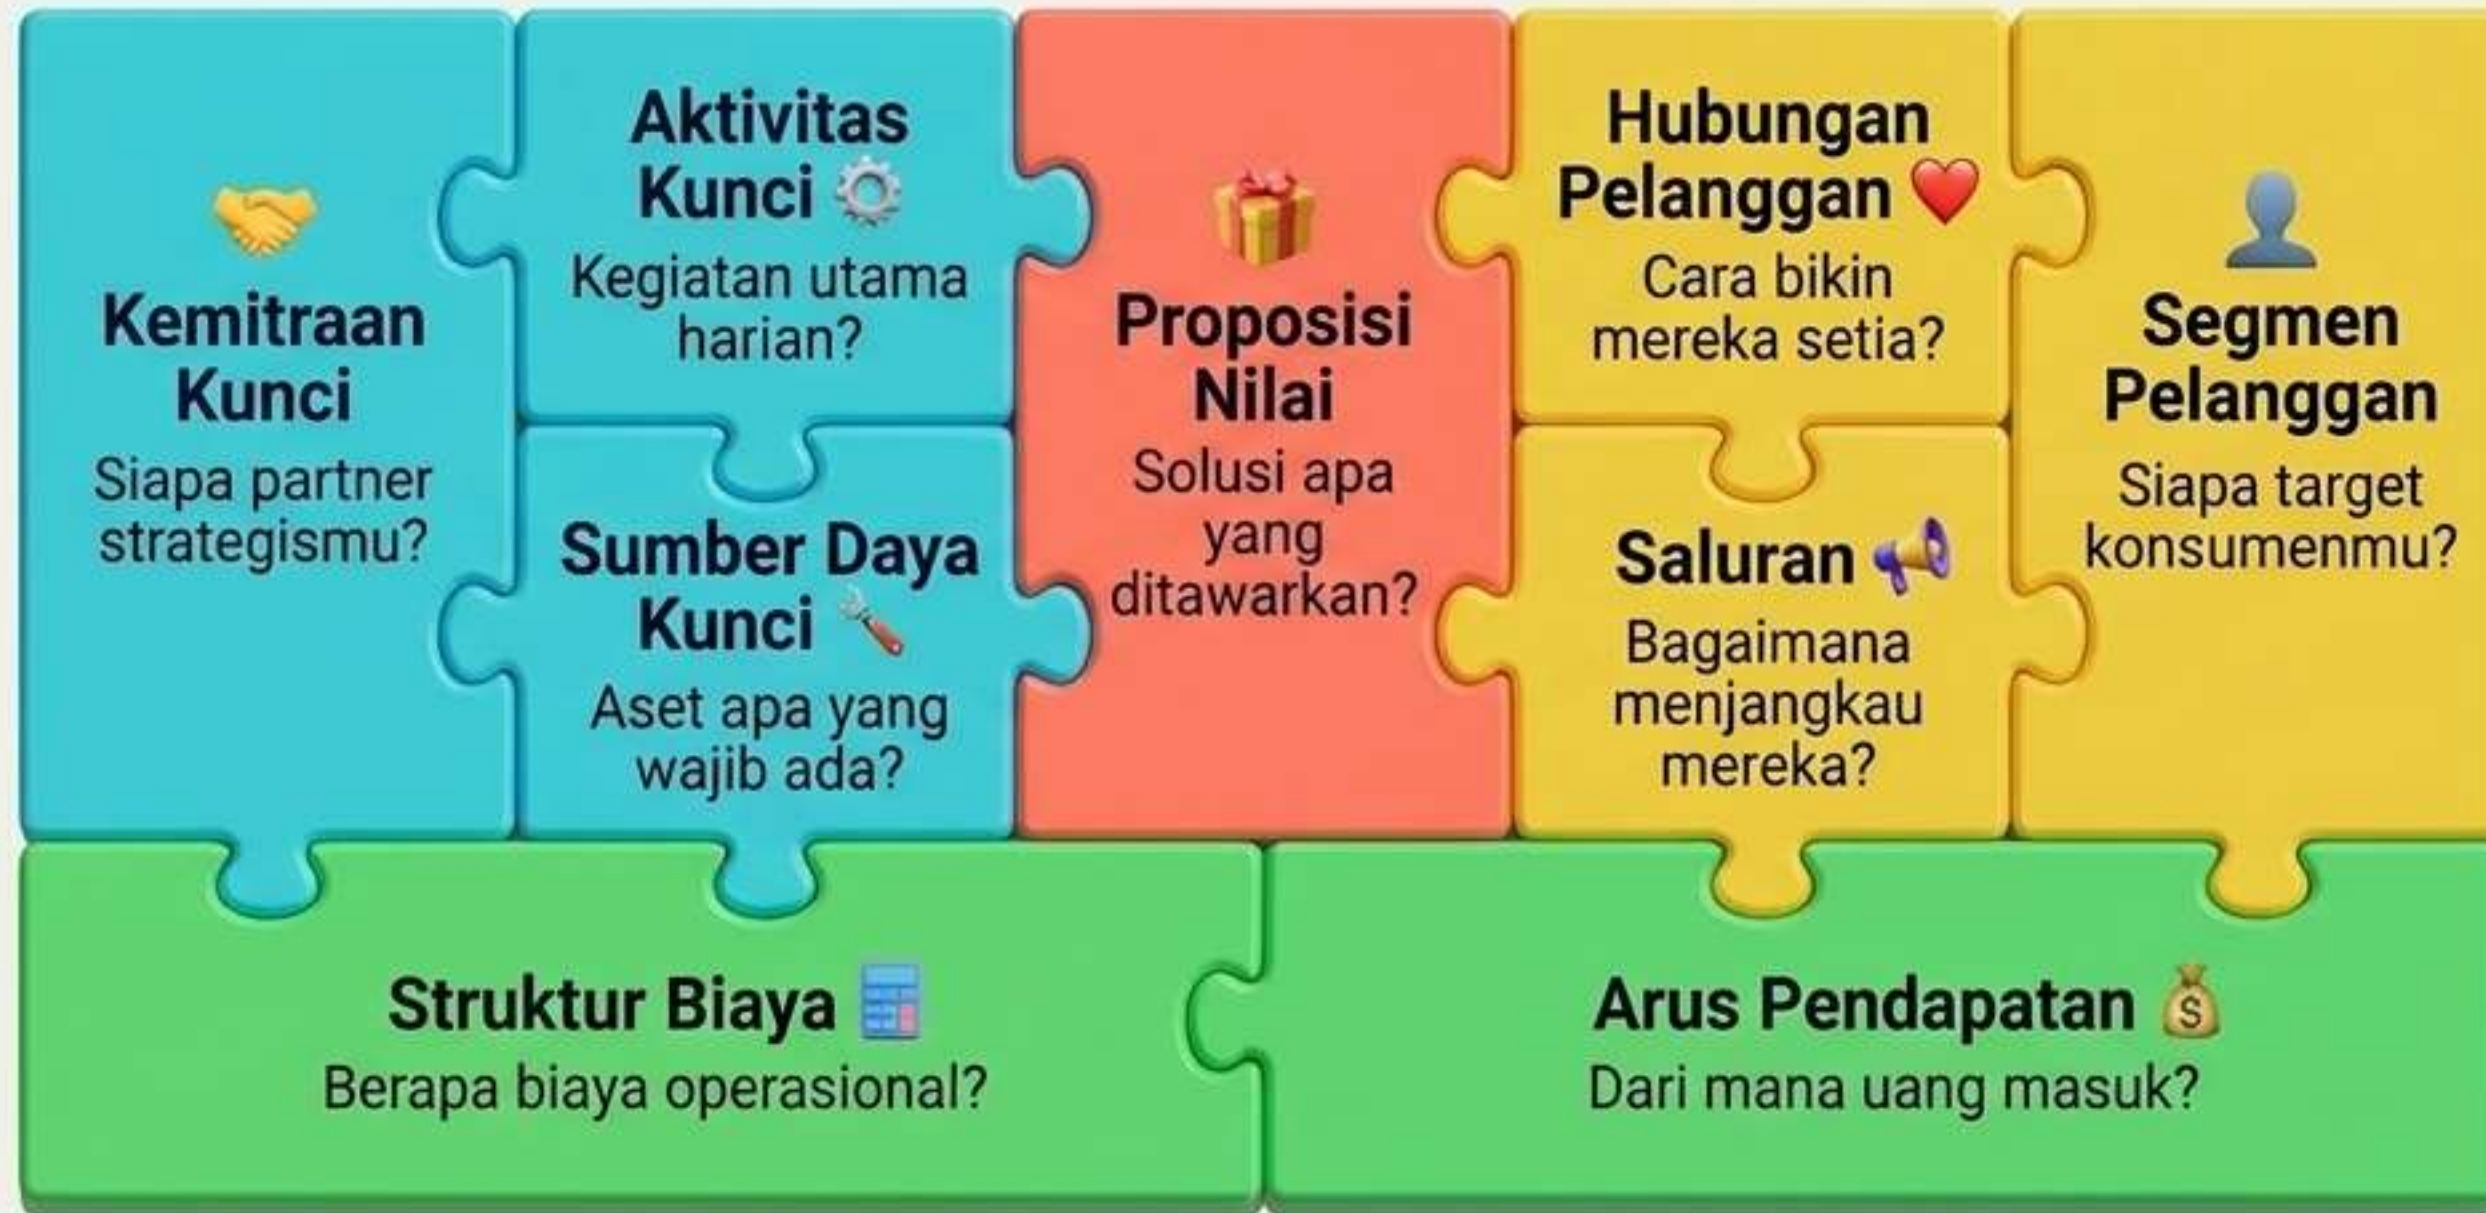 Kemitraan
Kunci
Siapa partner
strategismu?
Aktivitas
Kunci
Kegiatan utama
harian?
Sumber Daya
Kunci
Aset apa yang
wajib ada?
Proposisi
Nilai
Solusi apa
yang
ditawarkan?
Hubungan
Pelanggan
Cara bikin
mereka setia?
Saluran
Bagaimana
menjangkau
mereka?
Segmen
Pelanggan
Siapa target
konsumenmu?
Struktur Biaya
Berapa biaya operasional?
Arus Pendapatan
$
Dari mana uang masuk?